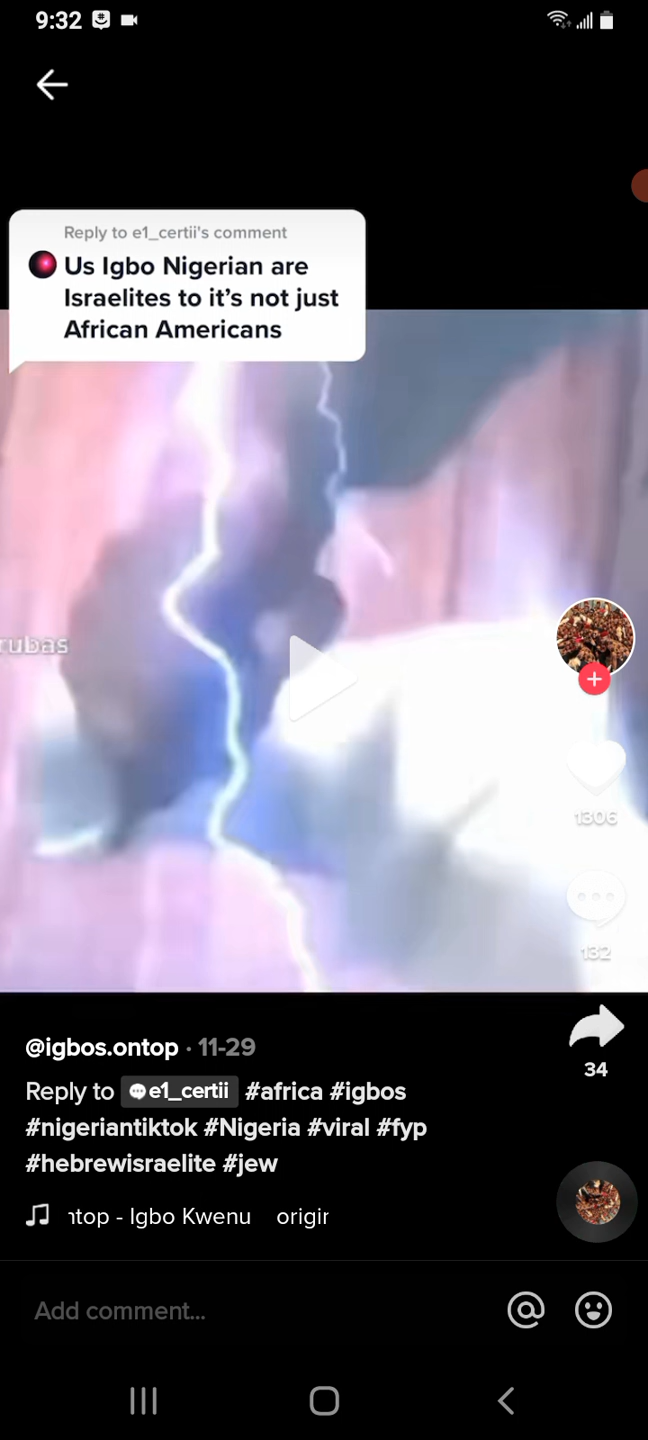 9:32
Reply to e1_certii's comment
Us Igbo Nigerian are
Israelites to it's not just
African Americans
rubas
1306
132
@igbos.ontop · 11-29
34
Reply to e1_certii #africa #igbos
#nigeriantiktok #Nigeria #viral #fyp
#hebrewisraelite #jew
ntop - Igbo Kwenu origin
Add comment...